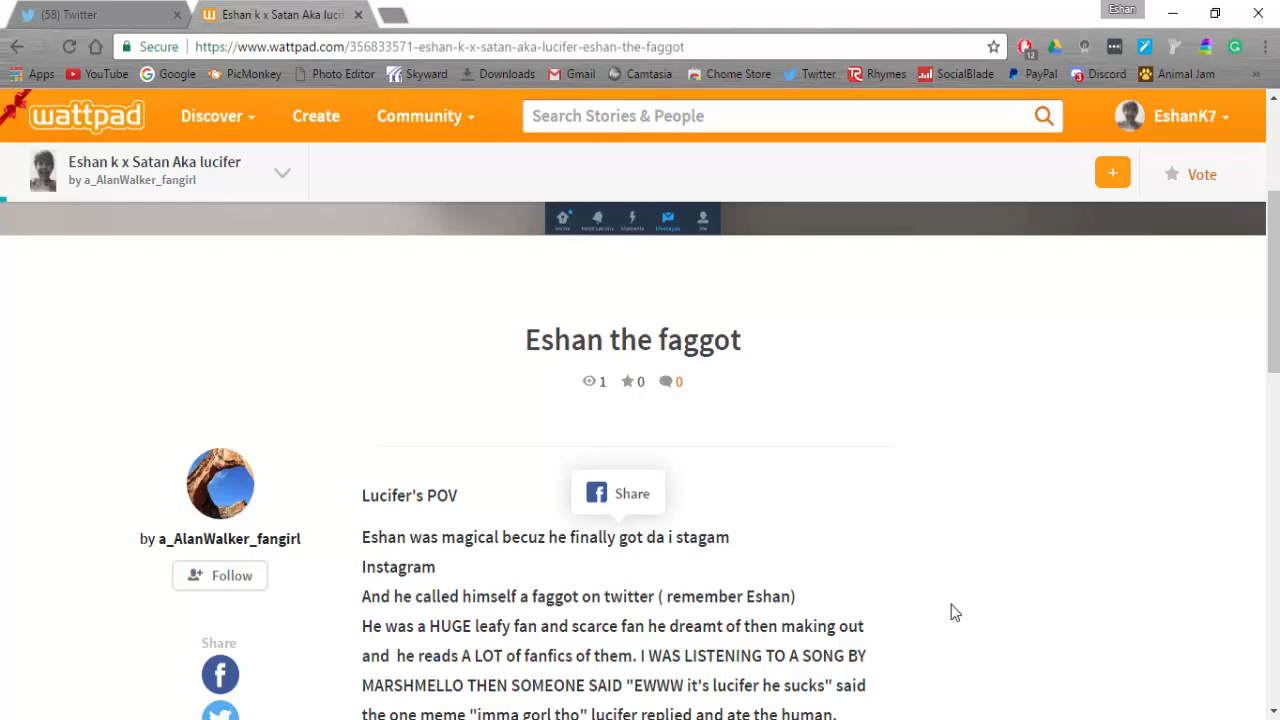 (58) Twitter
Eshan k x Satan Aka luci
Eshan
Secure
https://www.wattpad.com/356833571-eshan-k-x-satan-aka-lucifer-eshan-the-faggot
12
Apps YouTube Google PicMonkey Photo Editor Skyward Downloads Gmail Camtasia Chome Store Twitter Rhymes SocialBlade PayPal Discord Animal Jam »
wattpad Discover Create Community Search Stories & People EshanK7
Eshan k x Satan Aka lucifer
by a_AlanWalker_fangirl
+ Vote
Home Notifications Moments Messages Me
Eshan the faggot
1 0 0
Lucifer's POV
Share
Eshan was magical becuz he finally got da i stagam
by a_AlanWalker_fangirl
Instagram
Follow
And he called himself a faggot on twitter ( remember Eshan)
He was a HUGE leafy fan and scarce fan he dreamt of then making out
Share
and he reads A LOT of fanfics of them. I WAS LISTENING TO A SONG BY
MARSHMELLO THEN SOMEONE SAID "EWWW it's lucifer he sucks" said
the one meme "imma gorl tho" lucifer replied and ate the human.